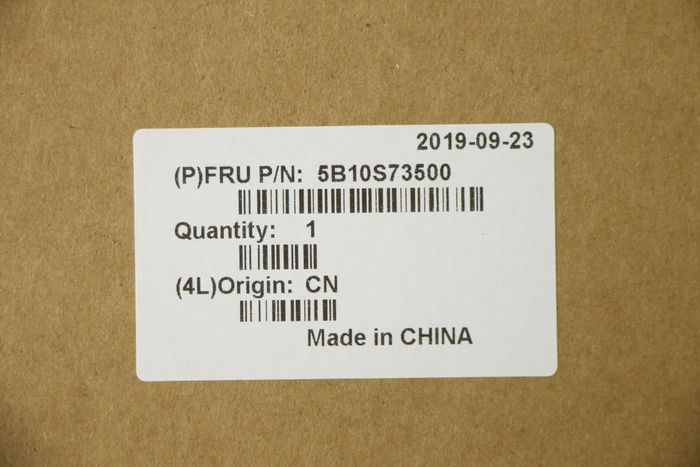 2019-09-23
(P)FRU P/N: 5B10S73500
Quantity: 1
(4L)Origin: CN
Made in CHINA